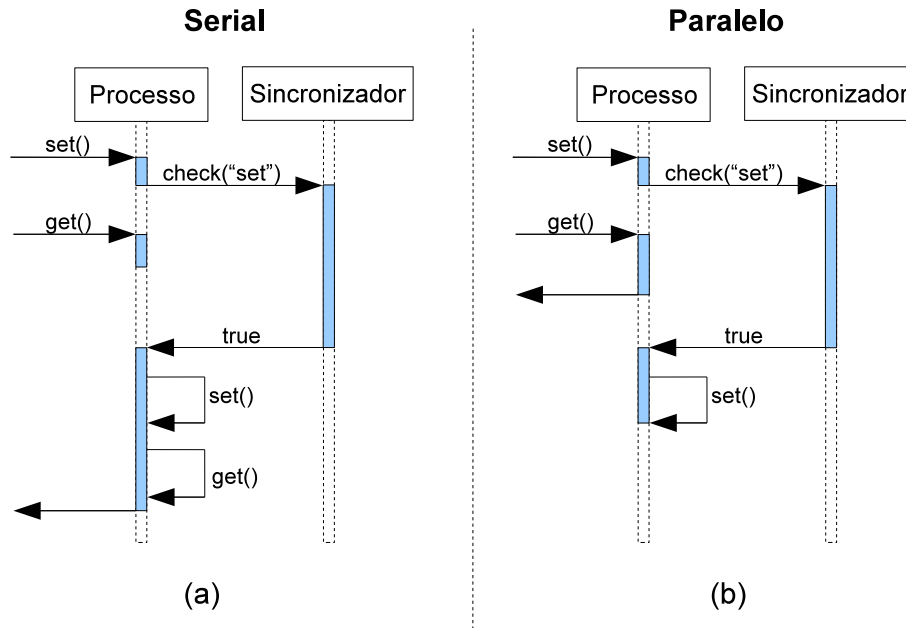 Serial
Processo
Sincronizador
set()
check(“set”)
get()
true
set()
get()
(a)
Paralelo
Processo
Sincronizador
set()
check(“set”)
get()
true
set()
(b)